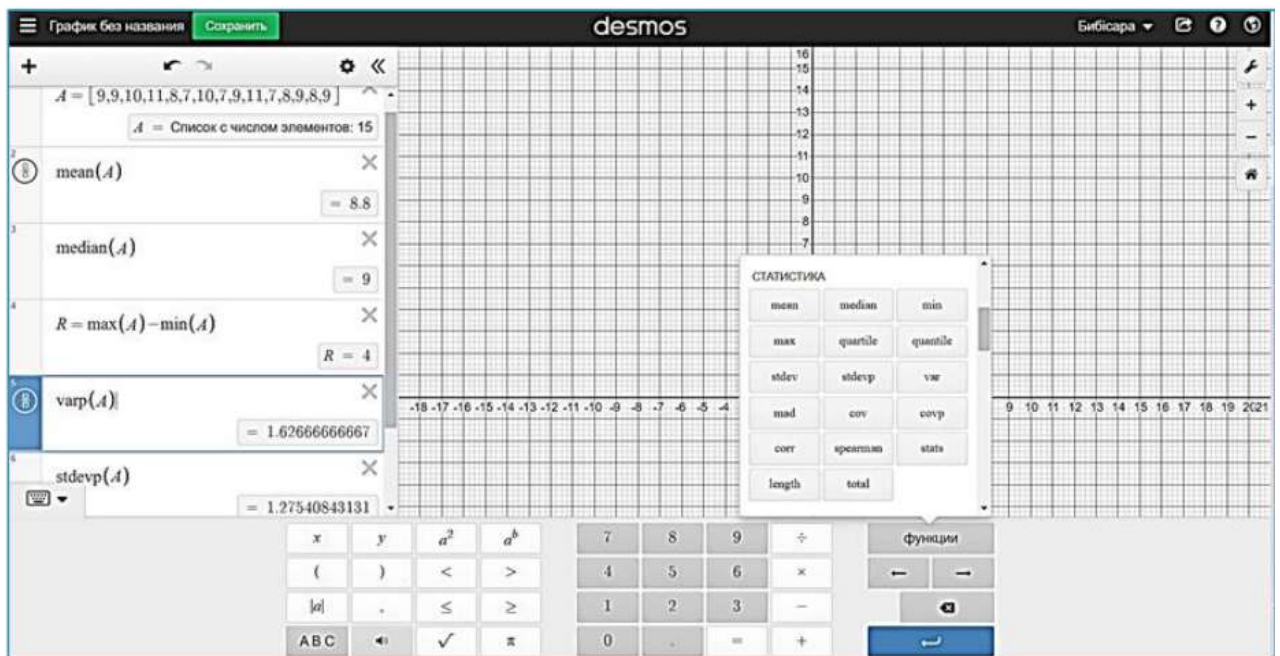 График без названия Сохранить desmos Бибісара
A = [9,9,10,11,8,7,10,7,9,11,7,8,9,8,9]
A = Список с числом элементов: 15
2
mean(A)
= 8.8
3
median(A)
= 9
4
R = max(A) − min(A)
R = 4
5
varp(A)
= 1.62666666667
6
stdevp(A)
= 1.27540843131
16
15
14
13
12
11
10
9
8
7
-18 -17 -16 -15 -14 -13 -12 -11 -10 -9 -8 -7 -6 -5 -4 9 10 11 12 13 14 15 16 17 18 19 20 21
СТАТИСТИКА
mean median min
max quartile quantile
stdev stdevp var
mad cov covp
corr spearman stats
length total
x y a² aᵇ 7 8 9 ÷ функции
( ) < > 4 5 6 × ← →
|a| , ≤ ≥ 1 2 3 −
A B C √ π 0 . = +